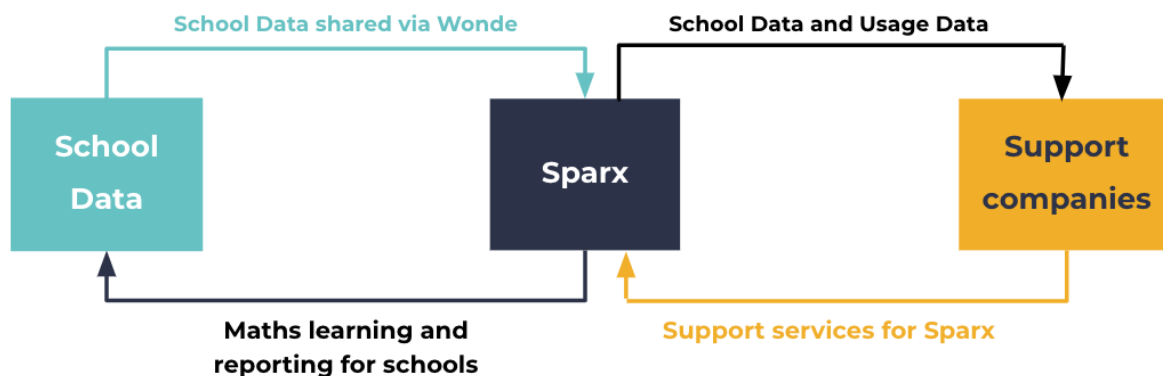 School Data shared via Wonde
School Data and Usage Data
School
Data
Sparx
Support
companies
Maths learning and
reporting for schools
Support services for Sparx